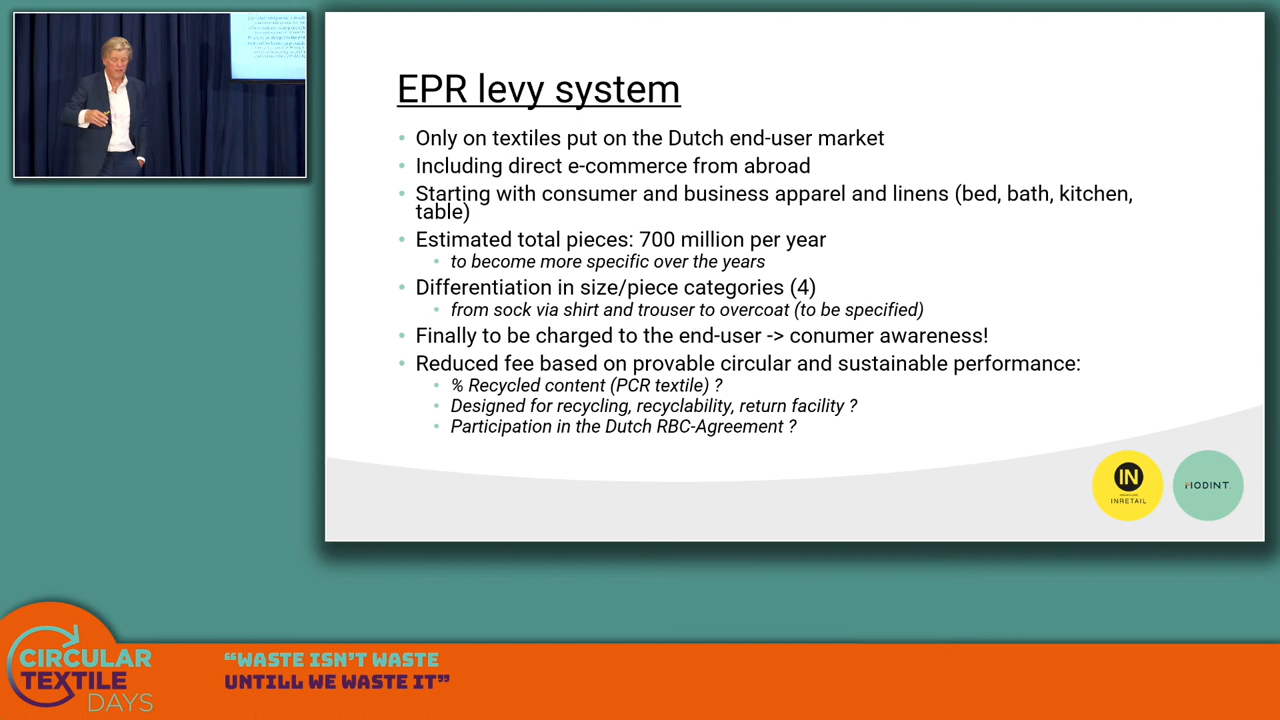 EPR levy system
• Only on textiles put on the Dutch end-user market
• Including direct e-commerce from abroad
• Starting with consumer and business apparel and linens (bed, bath, kitchen,
table)
• Estimated total pieces: 700 million per year
• to become more specific over the years
• Differentiation in size/piece categories (4)
• from sock via shirt and trouser to overcoat (to be specified)
• Finally to be charged to the end-user -> conumer awareness!
• Reduced fee based on provable circular and sustainable performance:
• % Recycled content (PCR textile) ?
• Designed for recycling, recyclability, return facility ?
• Participation in the Dutch RBC-Agreement ?
IN
INRETAIL
MODINT
CIRCULAR
TEXTILE
DAYS
“WASTE ISN’T WASTE
UNTILL WE WASTE IT”